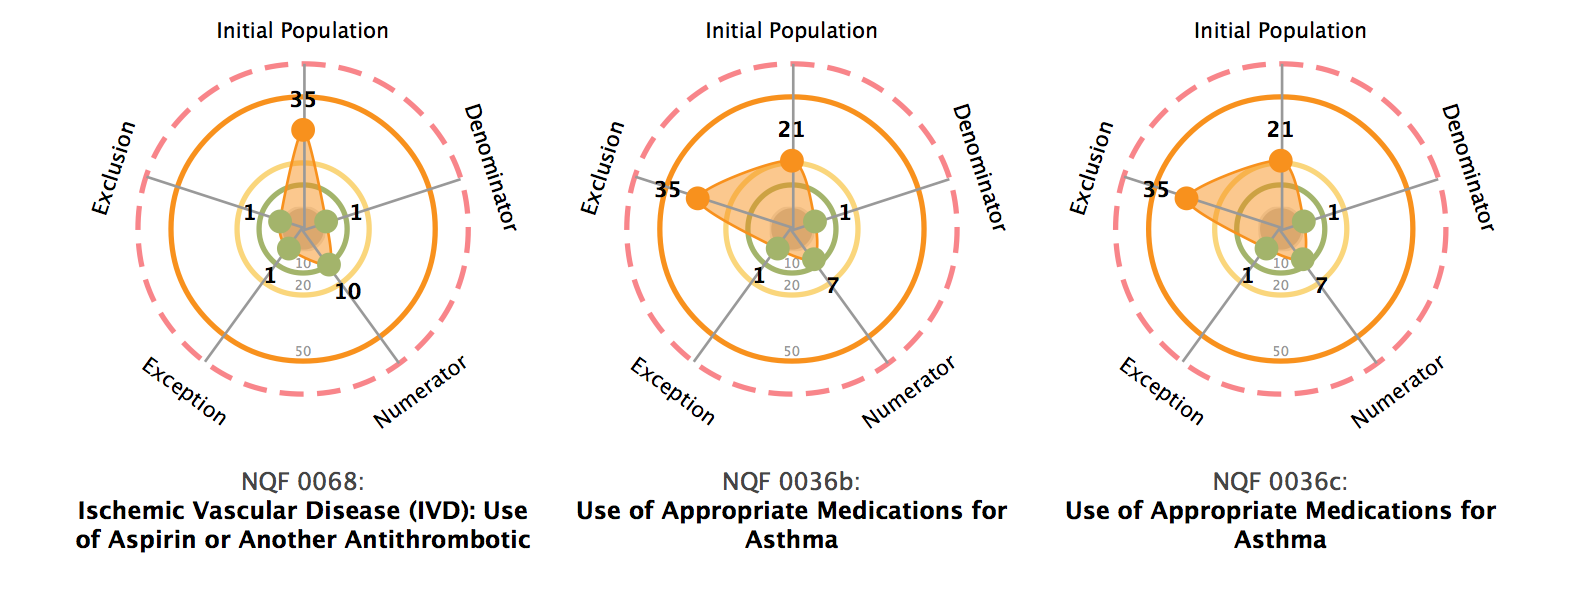 Initial Population
Denominator
Numerator
Exception
Exclusion
35
1
10
1
1
10
20
50
NQF 0068:
Ischemic Vascular Disease (IVD): Use
of Aspirin or Another Antithrombotic
Initial Population
Denominator
Numerator
Exception
Exclusion
21
1
7
1
35
10
20
50
NQF 0036b:
Use of Appropriate Medications for
Asthma
Initial Population
Denominator
Numerator
Exception
Exclusion
21
1
7
1
35
10
20
50
NQF 0036c:
Use of Appropriate Medications for
Asthma